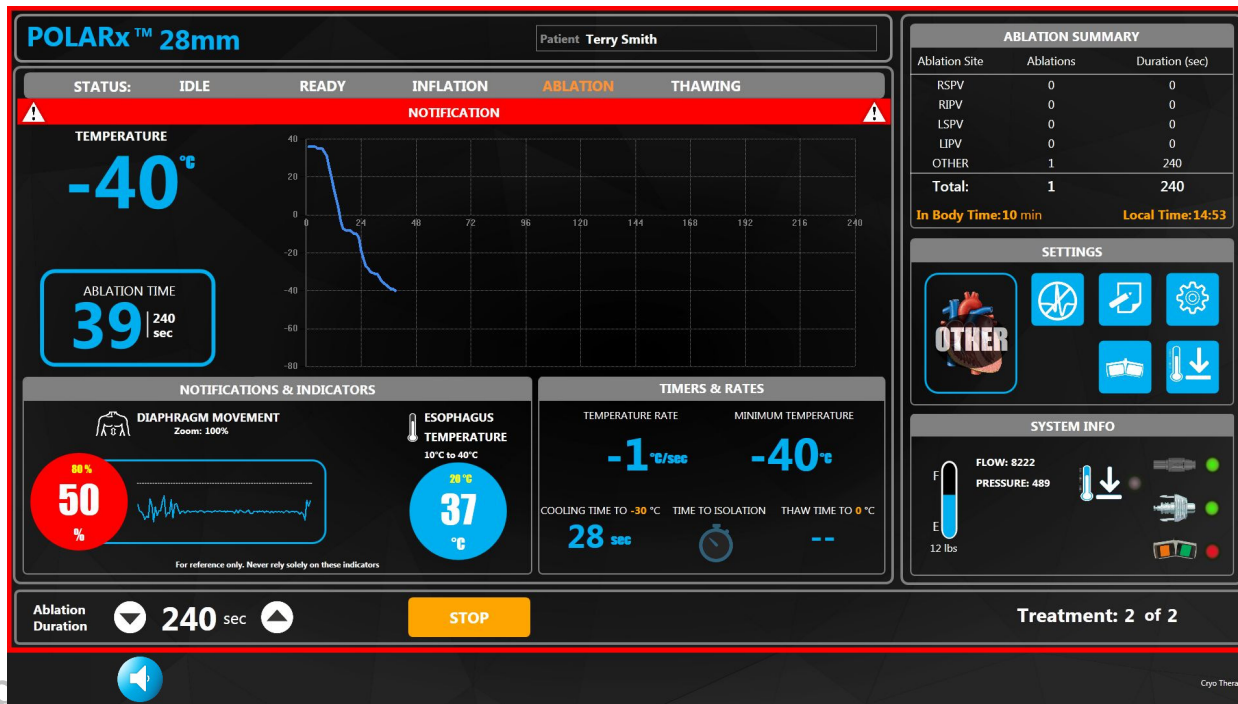 POLARx™ 28mm
Patient Terry Smith
STATUS: IDLE READY INFLATION ABLATION THAWING
NOTIFICATION
TEMPERATURE
-40 °C
ABLATION TIME
39 240 sec
40
20
0
-20
-40
-60
-80
0 24 48 72 96 120 144 168 192 216 240
NOTIFICATIONS & INDICATORS
DIAPHRAGM MOVEMENT
Zoom: 100%
80 %
50
%
ESOPHAGUS
TEMPERATURE
10°C to 40°C
20 °C
37
°C
For reference only. Never rely solely on these indicators
TIMERS & RATES
TEMPERATURE RATE MINIMUM TEMPERATURE
-1 °C/sec -40 °C
COOLING TIME TO -30 °C TIME TO ISOLATION THAW TIME TO 0 °C
28 sec --
Ablation
Duration
240 sec
STOP
Treatment: 2 of 2
ABLATION SUMMARY
Ablation Site Ablations Duration (sec)
RSPV 0 0
RIPV 0 0
LSPV 0 0
LIPV 0 0
OTHER 1 240
Total: 1 240
In Body Time:10 min Local Time:14:53
SETTINGS
OTHER
SYSTEM INFO
F
E
12 lbs
FLOW: 8222
PRESSURE: 489
Cryo Thera